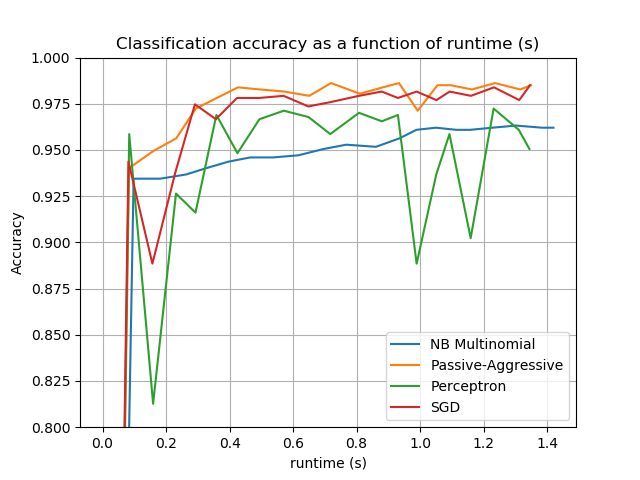 Classification accuracy as a function of runtime (s)
1.000
0.975
0.950
0.925
0.900
0.875
0.850
0.825
0.800
Accuracy
NB Multinomial
Passive-Aggressive
Perceptron
SGD
0.0 0.2 0.4 0.6 0.8 1.0 1.2 1.4
runtime (s)